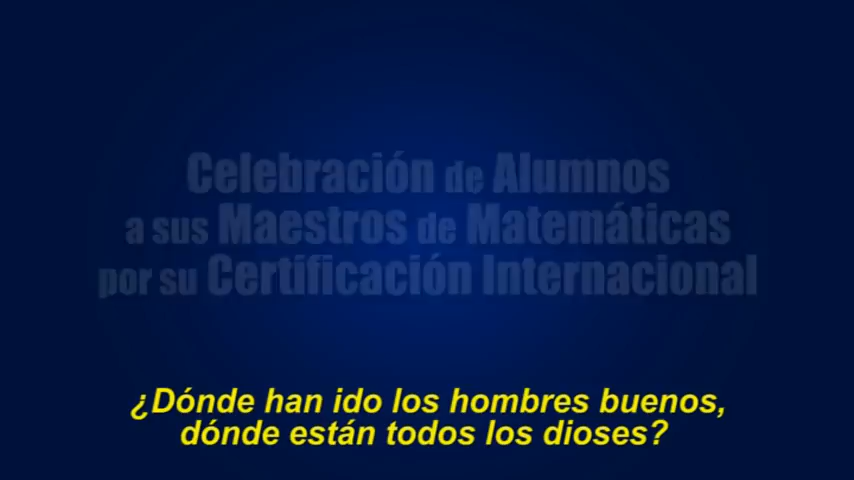 Celebración de Alumnos
a sus Maestros de Matemáticas
por su Certificación Internacional
¿Dónde han ido los hombres buenos,
dónde están todos los dioses?